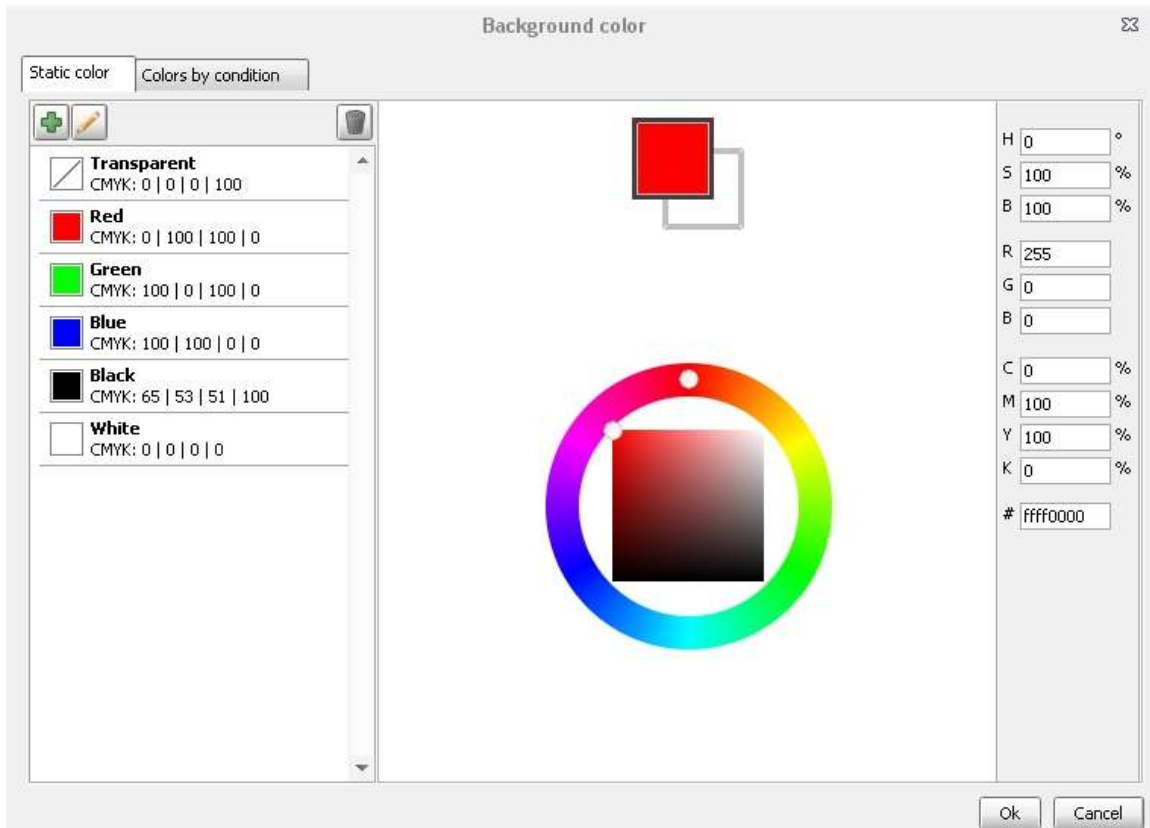 Background color
Static color
Colors by condition
Transparent
CMYK: 0 | 0 | 0 | 100
Red
CMYK: 0 | 100 | 100 | 0
Green
CMYK: 100 | 0 | 100 | 0
Blue
CMYK: 100 | 100 | 0 | 0
Black
CMYK: 65 | 53 | 51 | 100
White
CMYK: 0 | 0 | 0 | 0
H 0 °
S 100 %
B 100 %
R 255
G 0
B 0
C 0 %
M 100 %
Y 100 %
K 0 %
# ffff0000
Ok
Cancel